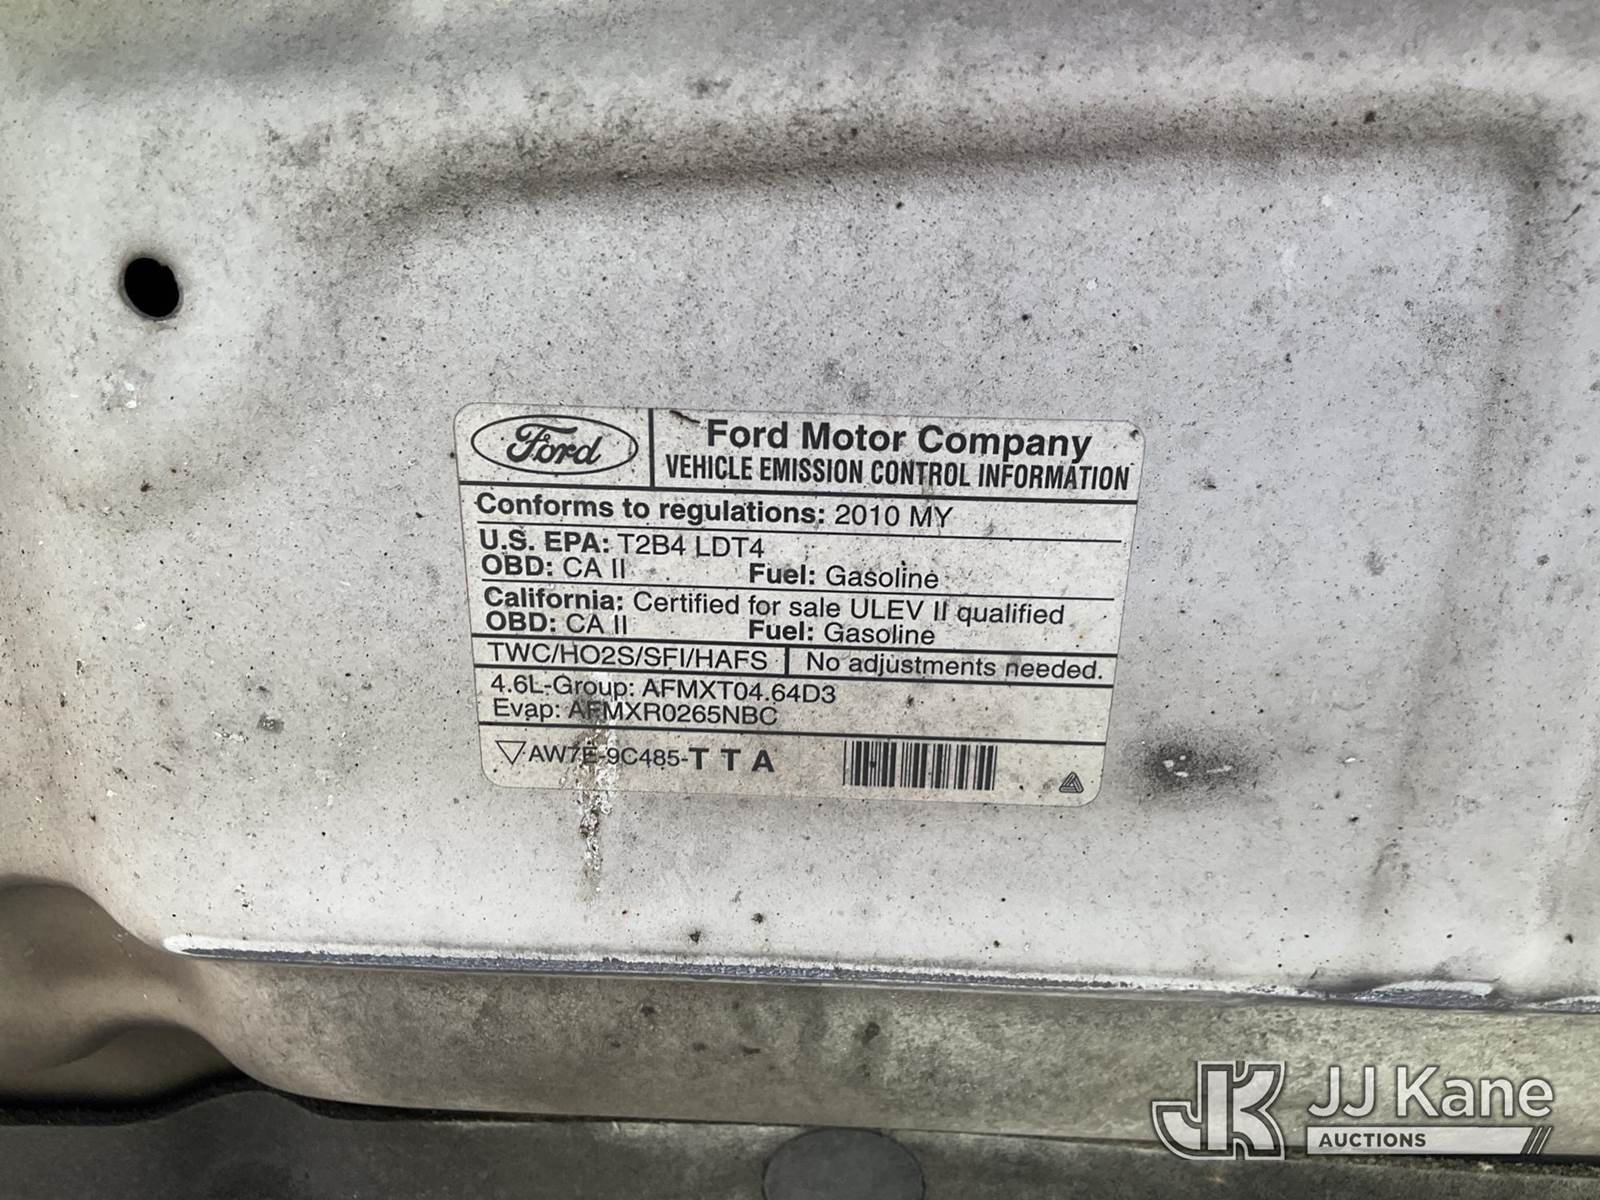 Ford
Ford Motor Company
VEHICLE EMISSION CONTROL INFORMATION
Conforms to regulations: 2010 MY
U.S. EPA: T2B4 LDT4
OBD: CA II Fuel: Gasoline
California: Certified for sale ULEV II qualified
OBD: CA II Fuel: Gasoline
TWC/HO2S/SFI/HAFS No adjustments needed.
4.6L-Group: AFMXT04.64D3
Evap: AFMXR0265NBC
AW7E-9C485-T T A
JK JJ Kane
AUCTIONS